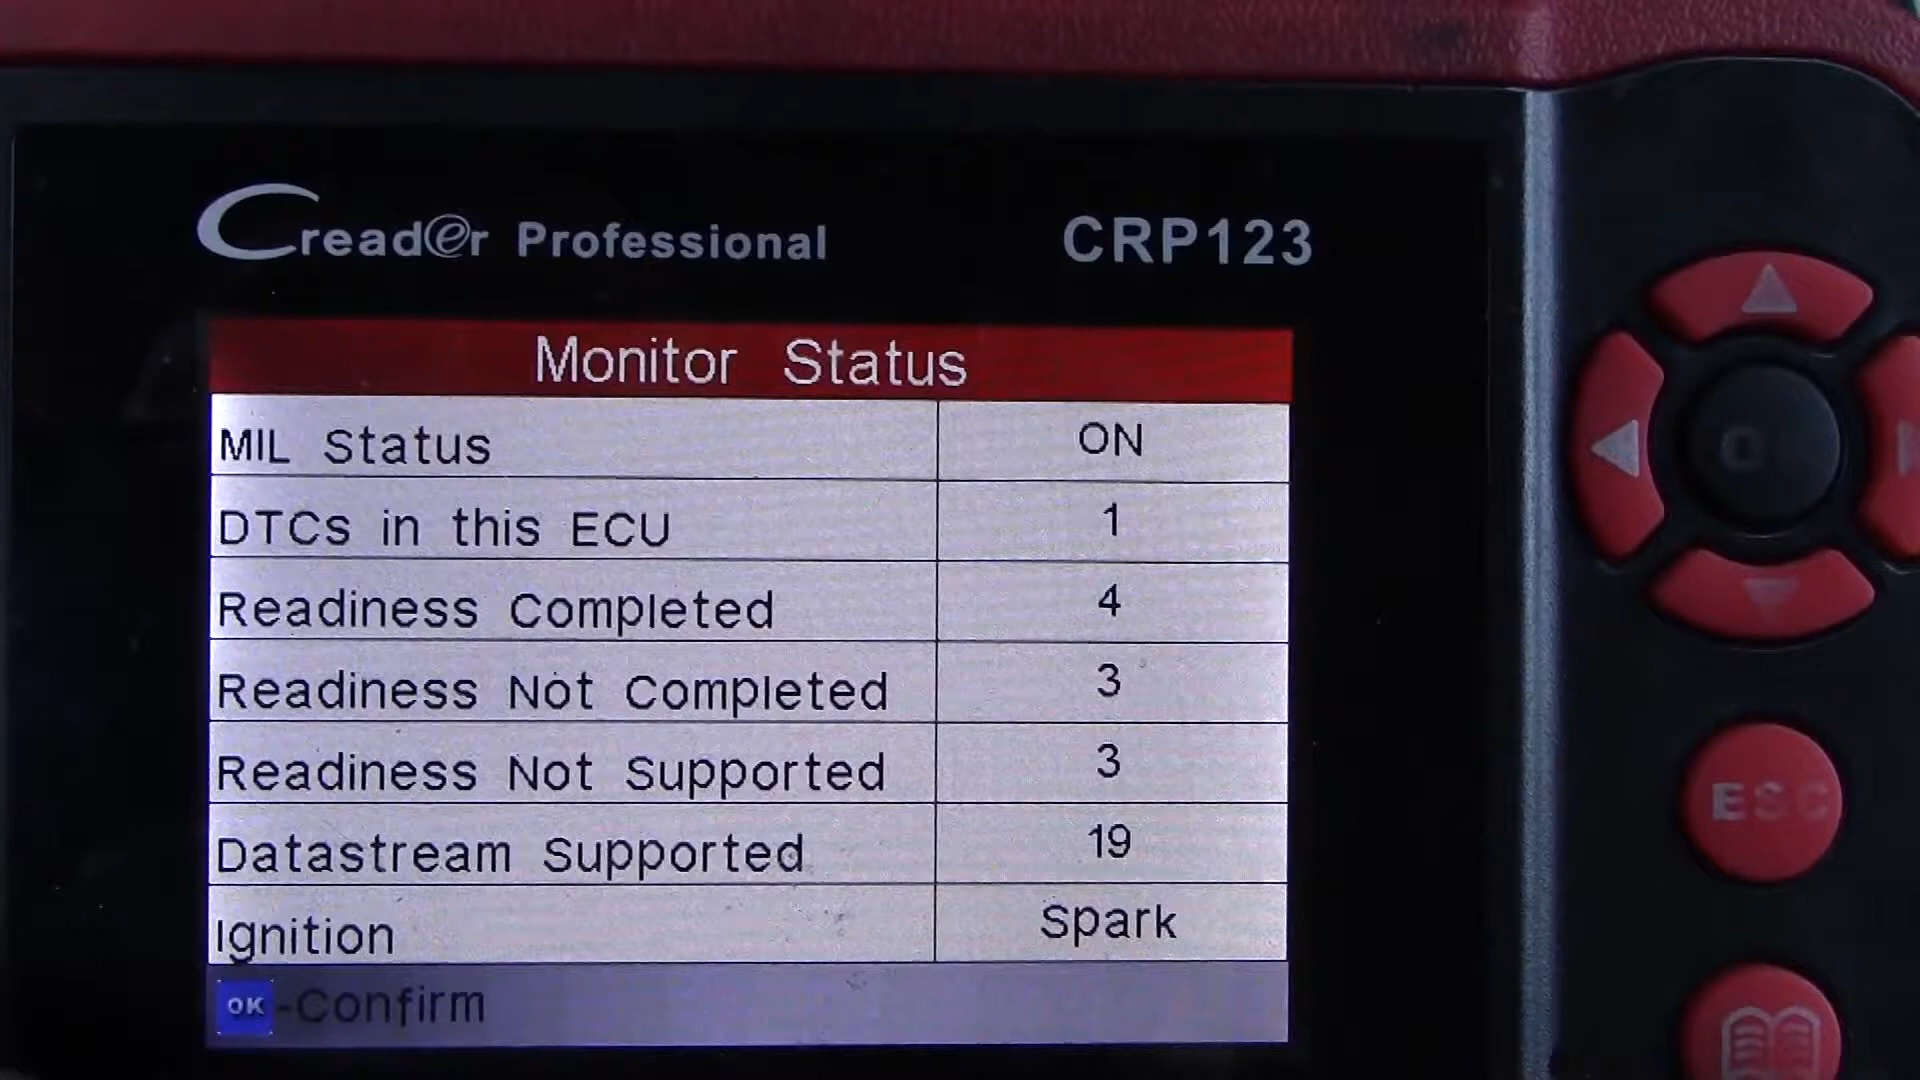 Creader Professional CRP123
Monitor Status
MIL Status ON
DTCs in this ECU 1
Readiness Completed 4
Readiness Not Completed 3
Readiness Not Supported 3
Datastream Supported 19
Ignition Spark
OK -Confirm
ESC